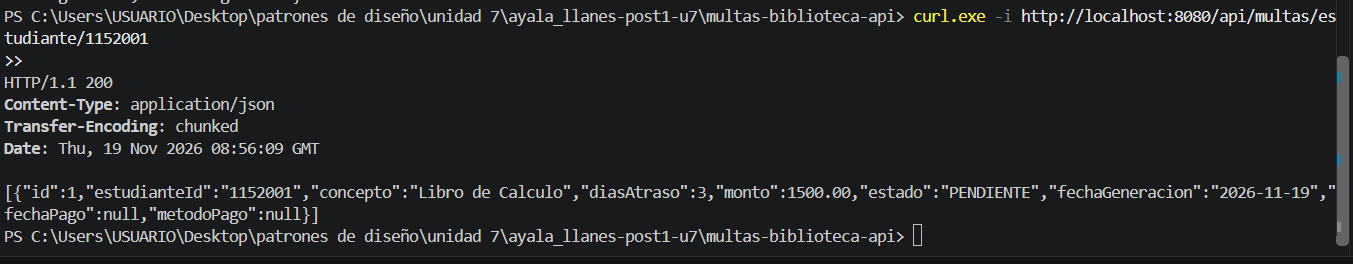 PS C:\Users\USUARIO\Desktop\patrones de diseño\unidad 7\ayala_llanes-post1-u7\multas-biblioteca-api> curl.exe -i http://localhost:8080/api/multas/es
tudiante/1152001
>>
HTTP/1.1 200
Content-Type: application/json
Transfer-Encoding: chunked
Date: Thu, 19 Nov 2026 08:56:09 GMT
[{"id":1,"estudianteId":"1152001","concepto":"Libro de Calculo","diasAtraso":3,"monto":1500.00,"estado":"PENDIENTE","fechaGeneracion":"2026-11-19","
fechaPago":null,"metodoPago":null}]
PS C:\Users\USUARIO\Desktop\patrones de diseño\unidad 7\ayala_llanes-post1-u7\multas-biblioteca-api>